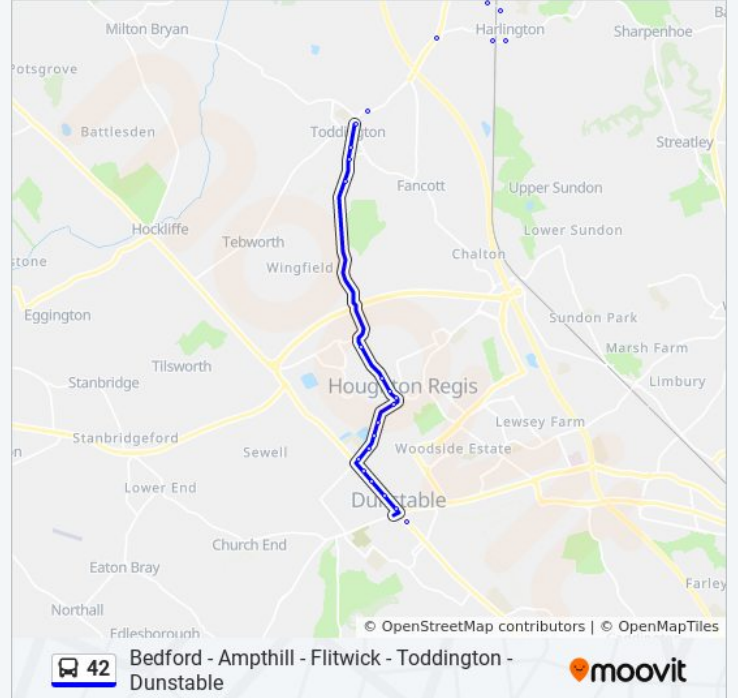 Milton Bryan
Harlington
Sharpenhoe
Potsgrove
Battlesden
Toddington
Streatley
Fancott
Upper Sundon
Hockliffe
Tebworth
Lower Sundon
stone
Wingfield
Chalton
Eggington
Sundon Park
Marsh Farm
Tilsworth
Stanbridge
Houghton Regis
Limbury
Lewsey Farm
Stanbridgeford
Sewell
Woodside Estate
Lower End
Dunstable
Church End
Eaton Bray
Farley
Northall
Edlesborough
© OpenStreetMap contributors | © OpenMapTiles
42
Bedford - Ampthill - Flitwick - Toddington -
Dunstable
moovit